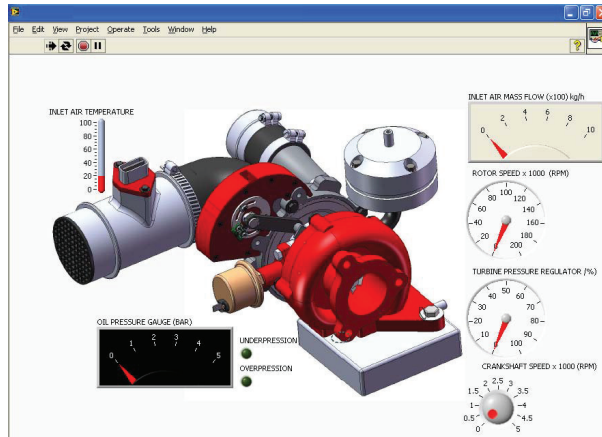 File Edit View Project Operate Tools Window Help
?
INLET AIR TEMPERATURE
100
80
60
40
20
0
INLET AIR MASS FLOW (x100) kg/h
0 2 4 6 8 10
ROTOR SPEED x 1000 (RPM)
0 20 40 60 80 100 120 140 160 180 200
TURBINE PRESSURE REGULATOR /%)
0 10 20 30 40 50 60 70 80 90 100
OIL PRESSURE GAUGE (BAR)
0 1 2 3 4 5
UNDERPRESSION
OVERPRESSION
CRANKSHAFT SPEED x 1000 (RPM)
0 .5 1 1.5 2 2.5 3 3.5 4 4.5 5